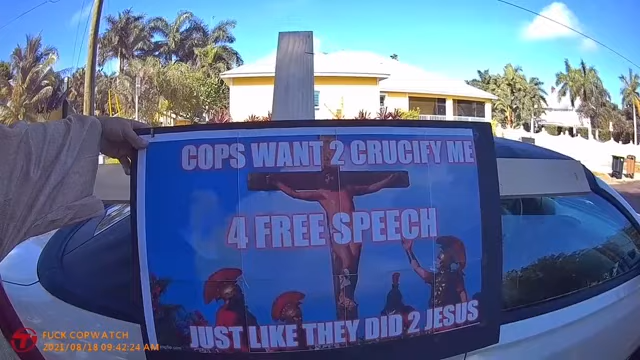 COPS WANT 2 CRUCIFY ME
4 FREE SPEECH
JUST LIKE THEY DID 2 JESUS
FUCK COPWATCH
2021/08/18 09:42:24 AM